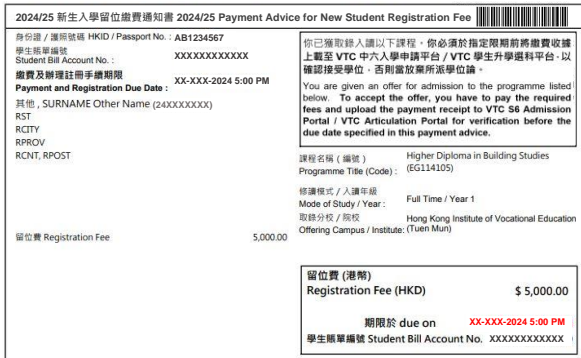 2024/25 新生入學留位繳費通知書 2024/25 Payment Advice for New Student Registration Fee
身份證 / 護照號碼 HKID / Passport No. : AB1234567
學生賬單編號
Student Bill Account No. : XXXXXXXXXXXX
繳費及辦理註冊手續期限
Payment and Registration Due Date : XX-XXX-2024 5:00 PM
其他 , SURNAME Other Name (24XXXXXXX)
RST
RCITY
RPROV
RCNT, RPOST
留位費 Registration Fee 5,000.00
你已獲取錄入讀以下課程。你必須於指定限期前將繳費收據
上載至 VTC 中六入學申請平台 / VTC 學生升學選科平台，以
確認接受學位，否則當放棄所派學位論。
You are given an offer for admission to the programme listed
below. To accept the offer, you have to pay the required
fees and upload the payment receipt to VTC S6 Admission
Portal / VTC Articulation Portal for verification before the
due date specified in this payment advice.
課程名稱 ( 編號 )
Programme Title (Code) : Higher Diploma in Building Studies
(EG114105)
修讀模式 / 入讀年級
Mode of Study / Year : Full Time / Year 1
取錄分校 / 院校
Offering Campus / Institute: Hong Kong Institute of Vocational Education
(Tuen Mun)
留位費 (港幣)
Registration Fee (HKD) $ 5,000.00
期限於 due on XX-XXX-2024 5:00 PM
學生賬單編號 Student Bill Account No. XXXXXXXXXXXX